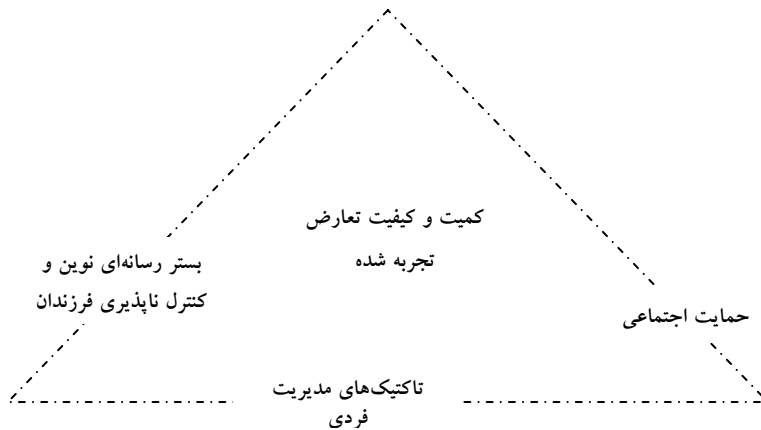 کمیت و کیفیت تعارض
تجربه شده
بستر رسانه‌ای نوین و
کنترل ناپذیری فرزندان
حمایت اجتماعی
تاکتیک‌های مدیریت
فردی